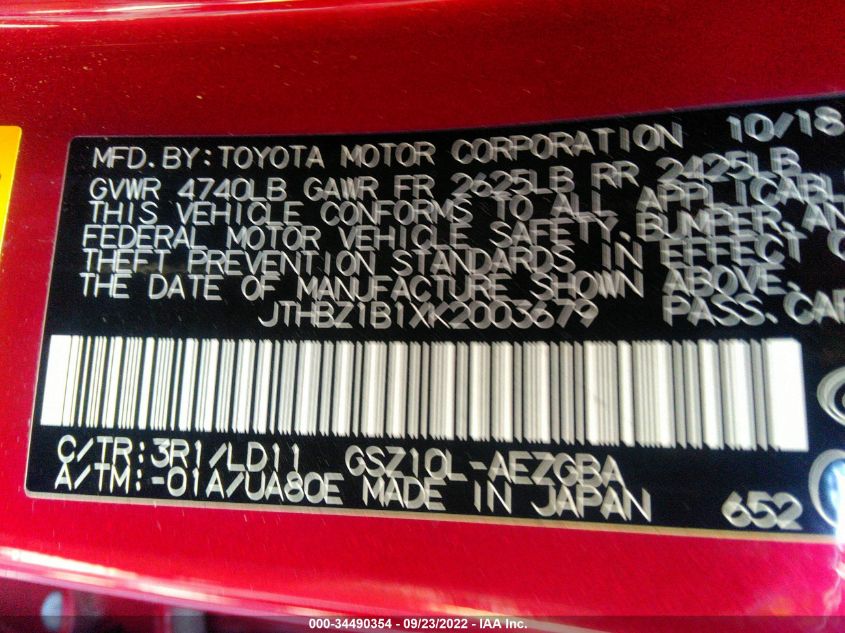 MFD.BY:TOYOTA MOTOR CORPORATION 10/18
GVWR 4740LB GAWR FR 2625LB RR 2425LB
THIS VEHICLE CONFORMS TO ALL APPLICABL
FEDERAL MOTOR VEHICLE SAFETY, BUMPER, AN
THEFT PREVENTION STANDARDS IN EFFECT O
THE DATE OF MANUFACTURE SHOWN ABOVE.
JTHBZ1B1XK2003679 PASS.CAR
C/TR:3R1/LD11 GSZ10L-AEZGBA
A/TM:-01A/UA80E MADE IN JAPAN 652
000-34490354 - 09/23/2022 - IAA Inc.